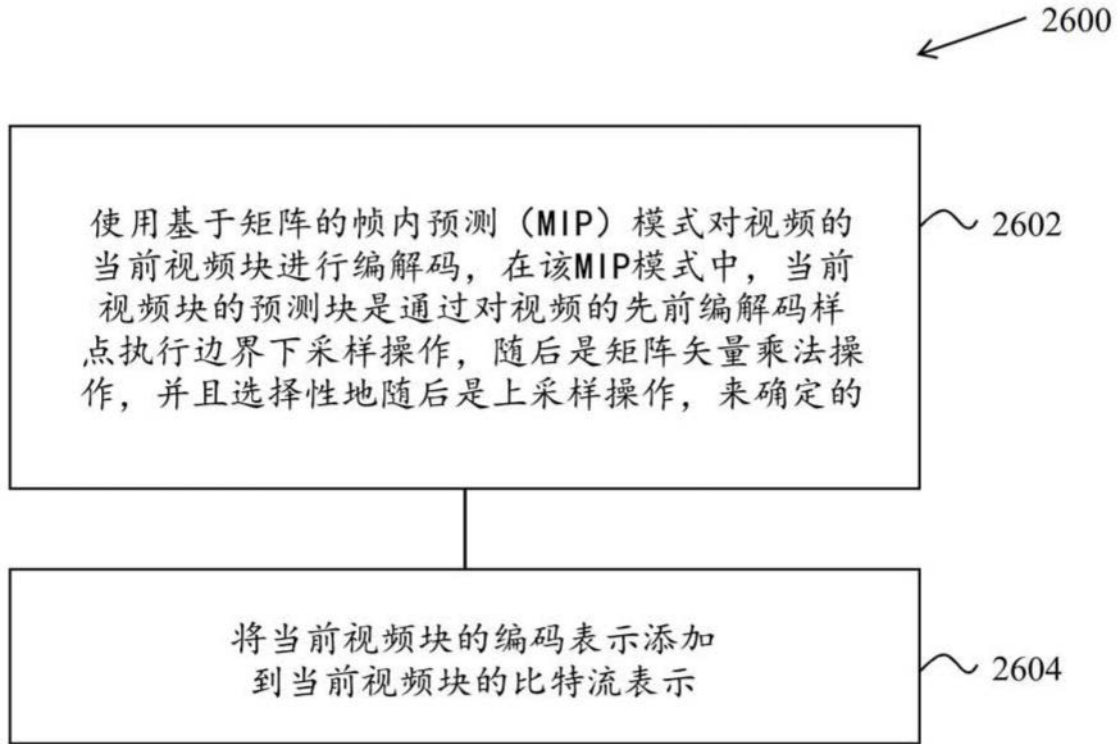 2600
使用基于矩阵的帧内预测（MIP）模式对视频的
当前视频块进行编解码，在该MIP模式中，当前
视频块的预测块是通过对视频的先前编解码样
点执行边界下采样操作，随后是矩阵矢量乘法操
作，并且选择性地随后是上采样操作，来确定的
2602
将当前视频块的编码表示添加
到当前视频块的比特流表示
2604